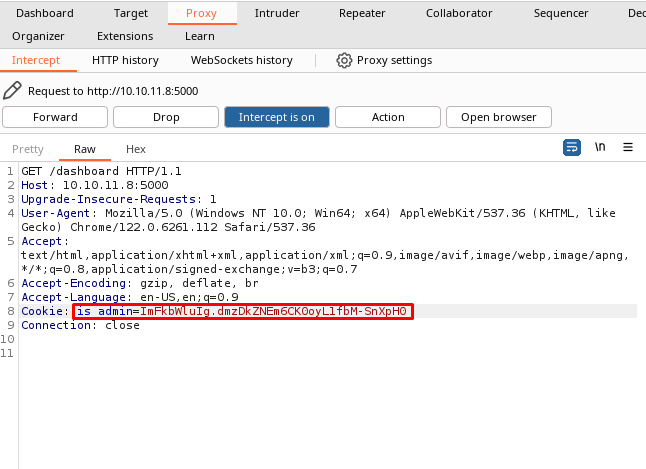 Dashboard Target Proxy Intruder Repeater Collaborator Sequencer Dec
Organizer Extensions Learn
Intercept HTTP history WebSockets history Proxy settings
Request to http://10.10.11.8:5000
Forward Drop Intercept is on Action Open browser
Pretty Raw Hex \n
1 GET /dashboard HTTP/1.1
2 Host: 10.10.11.8:5000
3 Upgrade-Insecure-Requests: 1
4 User-Agent: Mozilla/5.0 (Windows NT 10.0; Win64; x64) AppleWebKit/537.36 (KHTML, like
Gecko) Chrome/122.0.6261.112 Safari/537.36
5 Accept:
text/html,application/xhtml+xml,application/xml;q=0.9,image/avif,image/webp,image/apng,
*/*;q=0.8,application/signed-exchange;v=b3;q=0.7
6 Accept-Encoding: gzip, deflate, br
7 Accept-Language: en-US,en;q=0.9
8 Cookie: is_admin=ImFkbWluIg.dmzDkZNEm6CK0oyL1fbM-SnXpH0
9 Connection: close
10
11